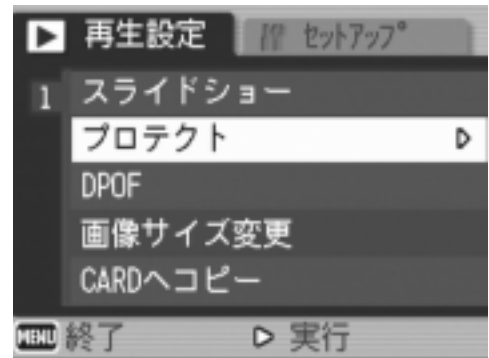 再生設定 セットアップ
1 スライドショー
プロテクト
DPOF
画像サイズ変更
CARDへコピー
MENU 終了 実行